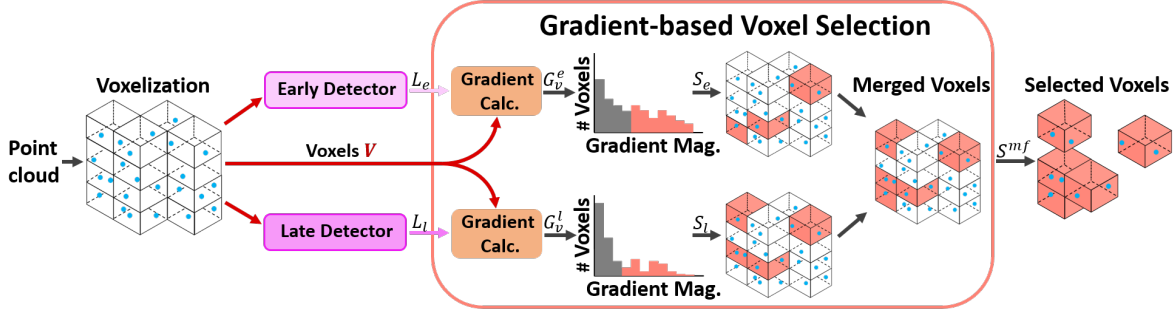 Gradient-based Voxel Selection
Voxelization
Point
cloud
Early Detector
L_e
Gradient
Calc.
G_v^e
# Voxels
Gradient Mag.
S_e
Voxels V
Late Detector
L_l
Gradient
Calc.
G_v^l
# Voxels
Gradient Mag.
S_l
Merged Voxels
S^{mf}
Selected Voxels